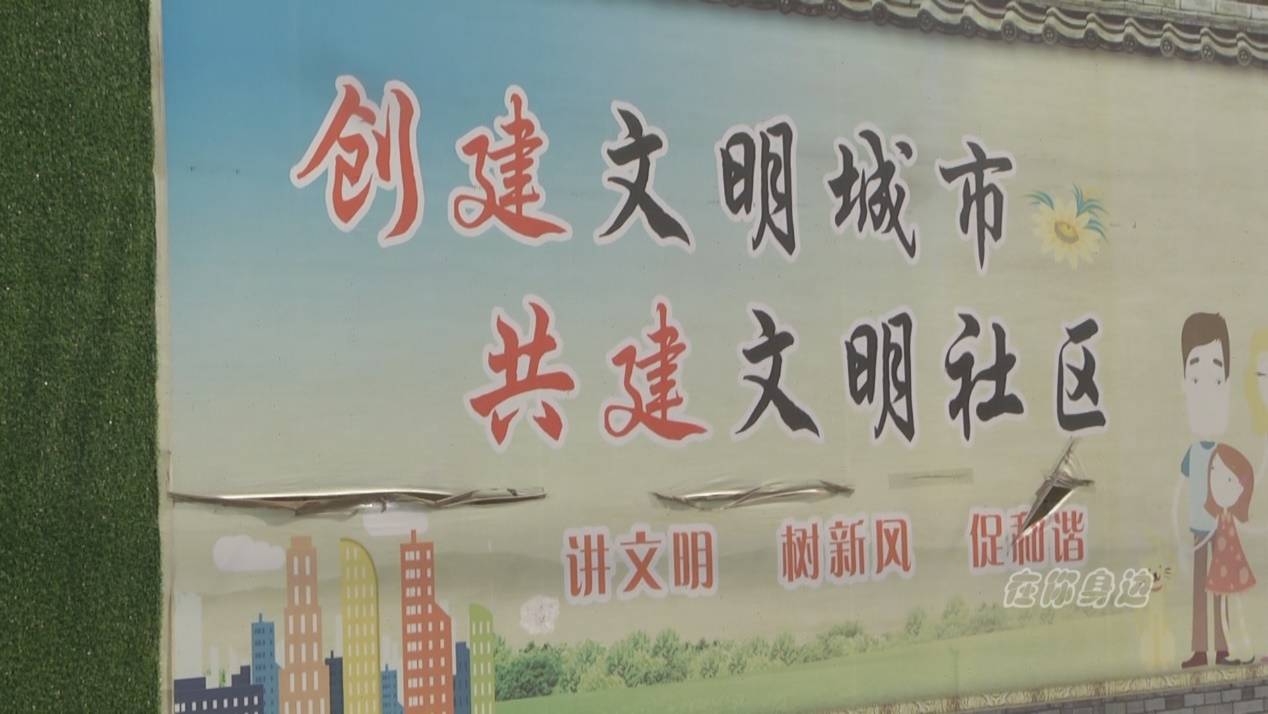 创建文明城市
共建文明社区
讲文明 树新风 促和谐
在你身边